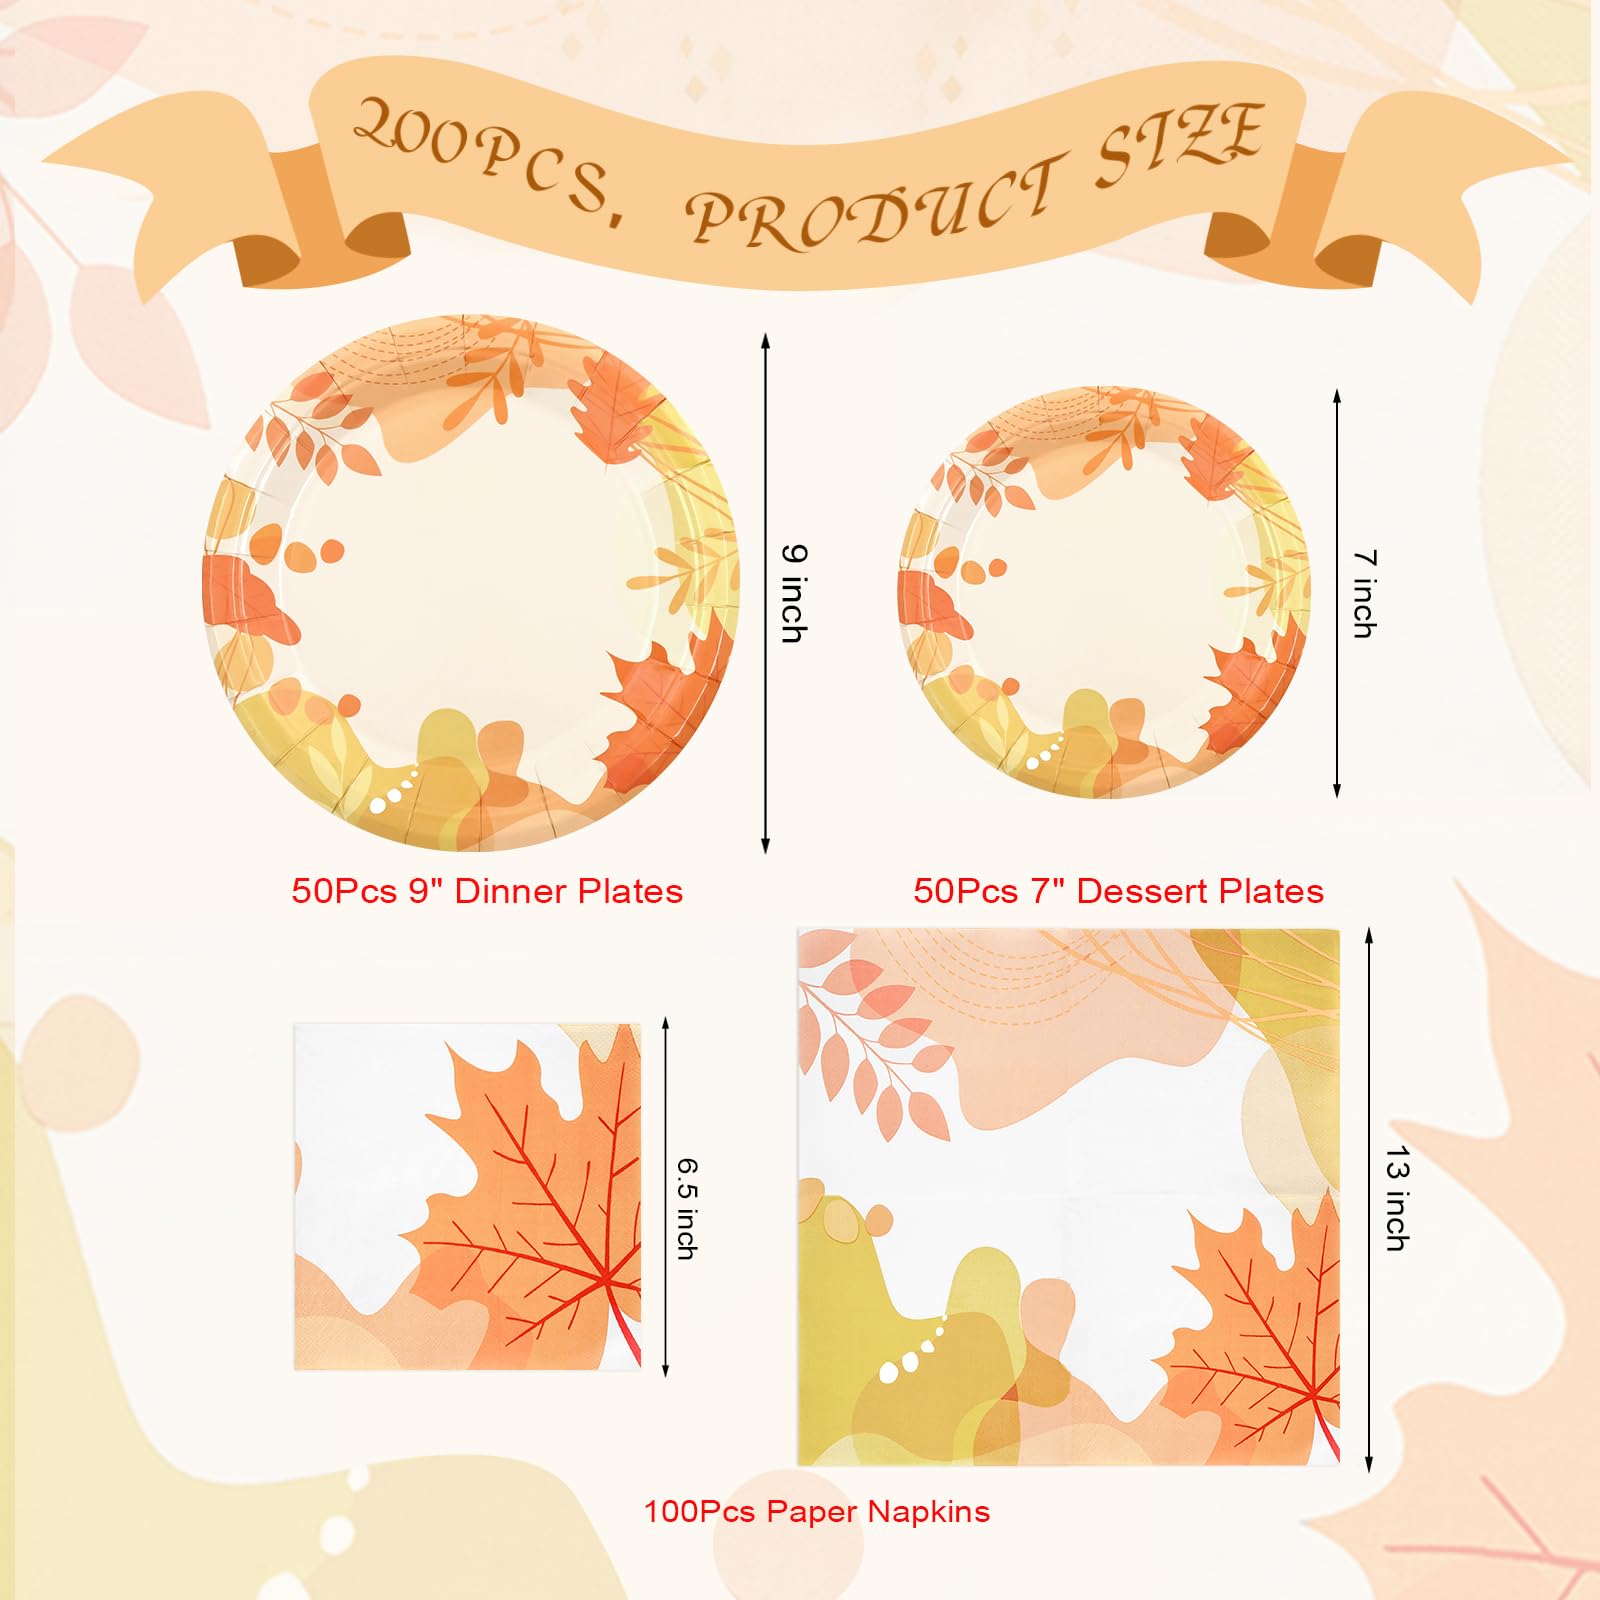 200PCS, PRODUCT SIZE
9 inch
7 inch
50Pcs 9" Dinner Plates
50Pcs 7" Dessert Plates
6.5 inch
13 inch
100Pcs Paper Napkins